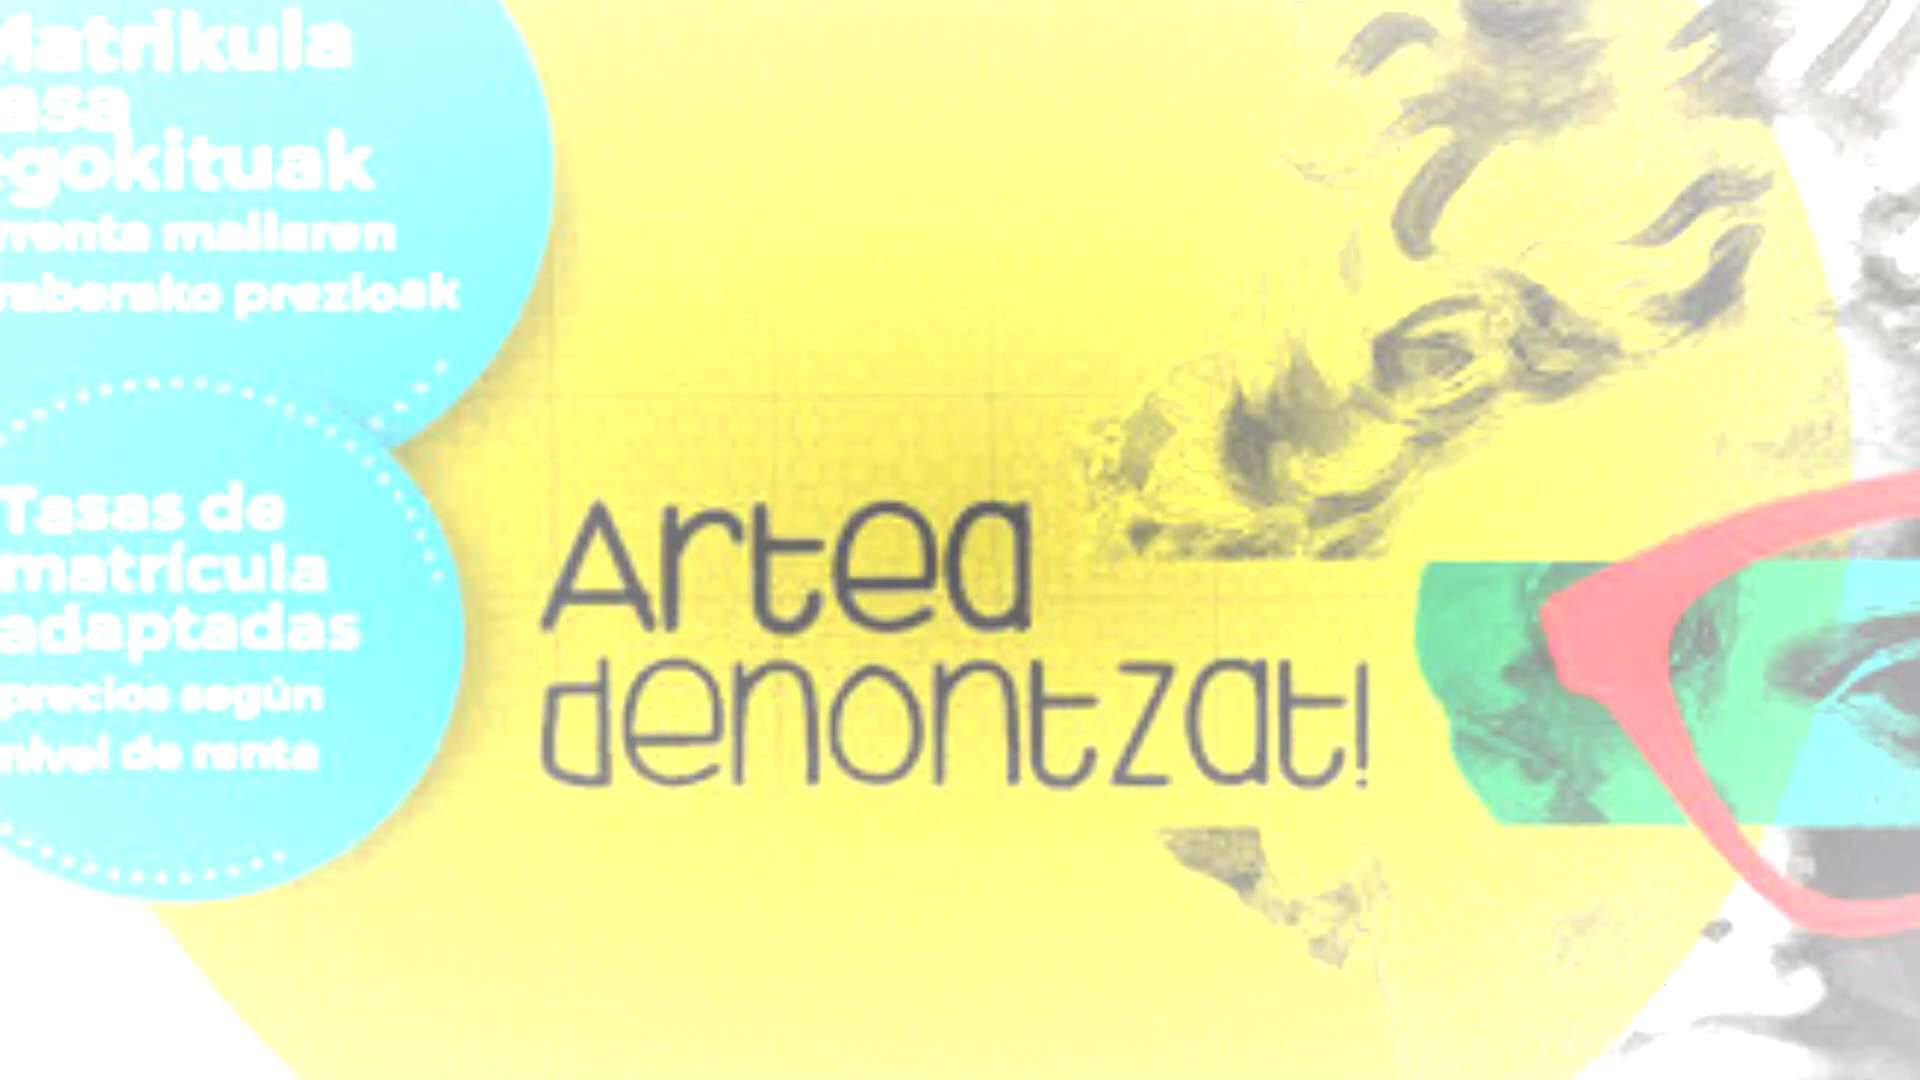 Matrikula
tasa
egokituak
errenta mailaren
araberako prezioak
Tasas de
matrícula
adaptadas
precios según
nivel de renta
Artea
denontzat!